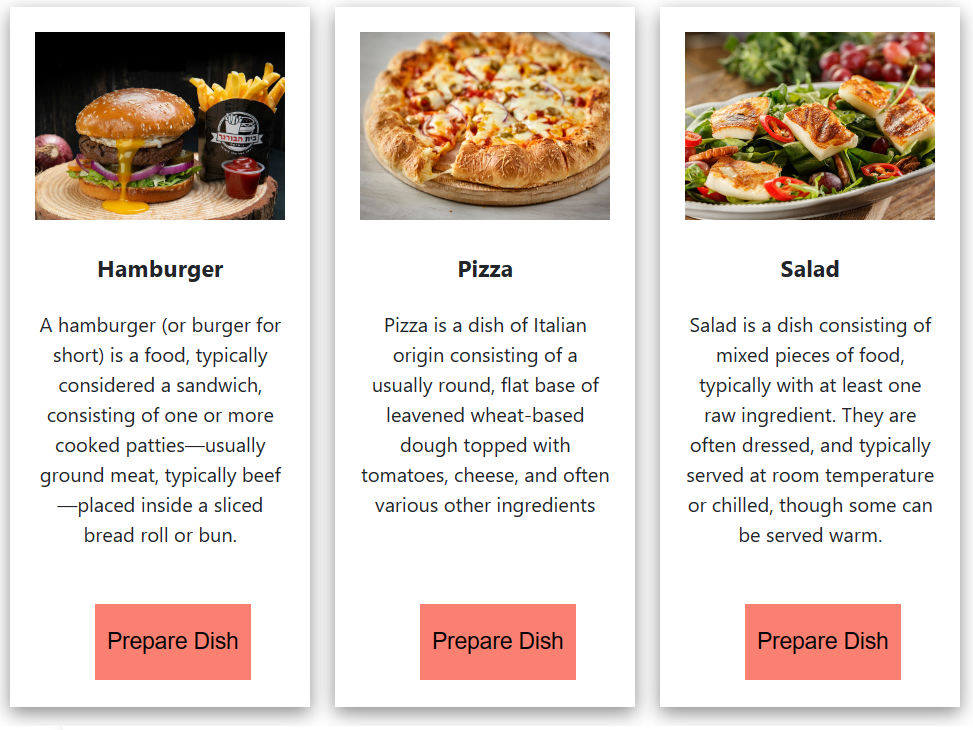 בית הבורגר
Hamburger
A hamburger (or burger for
short) is a food, typically
considered a sandwich,
consisting of one or more
cooked patties—usually
ground meat, typically beef
—placed inside a sliced
bread roll or bun.
Prepare Dish
Pizza
Pizza is a dish of Italian
origin consisting of a
usually round, flat base of
leavened wheat-based
dough topped with
tomatoes, cheese, and often
various other ingredients
Prepare Dish
Salad
Salad is a dish consisting of
mixed pieces of food,
typically with at least one
raw ingredient. They are
often dressed, and typically
served at room temperature
or chilled, though some can
be served warm.
Prepare Dish